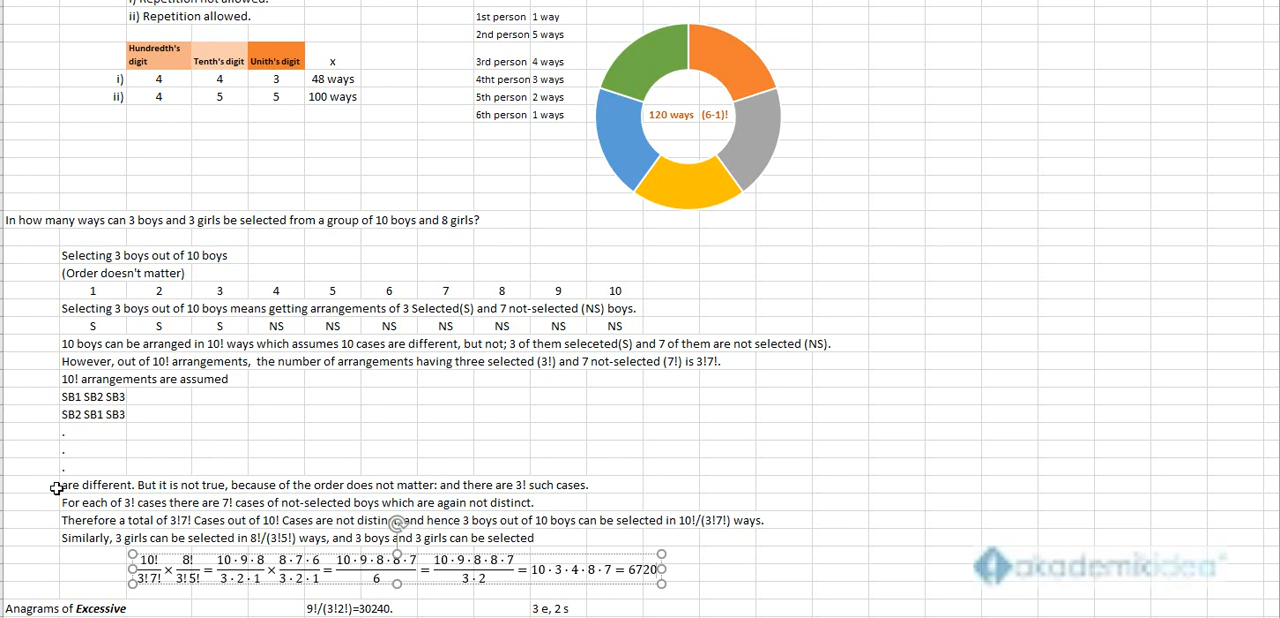 ii) Repetition allowed.
1st person 1 way
2nd person 5 ways
Hundredth's digit Tenth's digit Unith's digit x
3rd person 4 ways
i) 4 4 3 48 ways
4tht person 3 ways
ii) 4 5 5 100 ways
5th person 2 ways
6th person 1 ways
120 ways (6-1)!
In how many ways can 3 boys and 3 girls be selected from a group of 10 boys and 8 girls?
Selecting 3 boys out of 10 boys
(Order doesn't matter)
1 2 3 4 5 6 7 8 9 10
Selecting 3 boys out of 10 boys means getting arrangements of 3 Selected(S) and 7 not-selected (NS) boys.
S S S NS NS NS NS NS NS NS
10 boys can be arranged in 10! ways which assumes 10 cases are different, but not; 3 of them seleceted(S) and 7 of them are not selected (NS).
However, out of 10! arrangements, the number of arrangements having three selected (3!) and 7 not-selected (7!) is 3!7!.
10! arrangements are assumed
SB1 SB2 SB3
SB2 SB1 SB3
.
.
.
are different. But it is not true, because of the order does not matter: and there are 3! such cases.
For each of 3! cases there are 7! cases of not-selected boys which are again not distinct.
Therefore a total of 3!7! Cases out of 10! Cases are not distin and hence 3 boys out of 10 boys can be selected in 10!/(3!7!) ways.
Similarly, 3 girls can be selected in 8!/(3!5!) ways, and 3 boys and 3 girls can be selected
10!/3!7! × 8!/3!5! = 10·9·8/3·2·1 × 8·7·6/3·2·1 = 10·9·8·8·7/6 = 10·9·8·8·7/3·2 = 10·3·4·8·7 = 6720
akademikidea
Anagrams of Excessive 9!/(3!2!)=30240. 3 e, 2 s